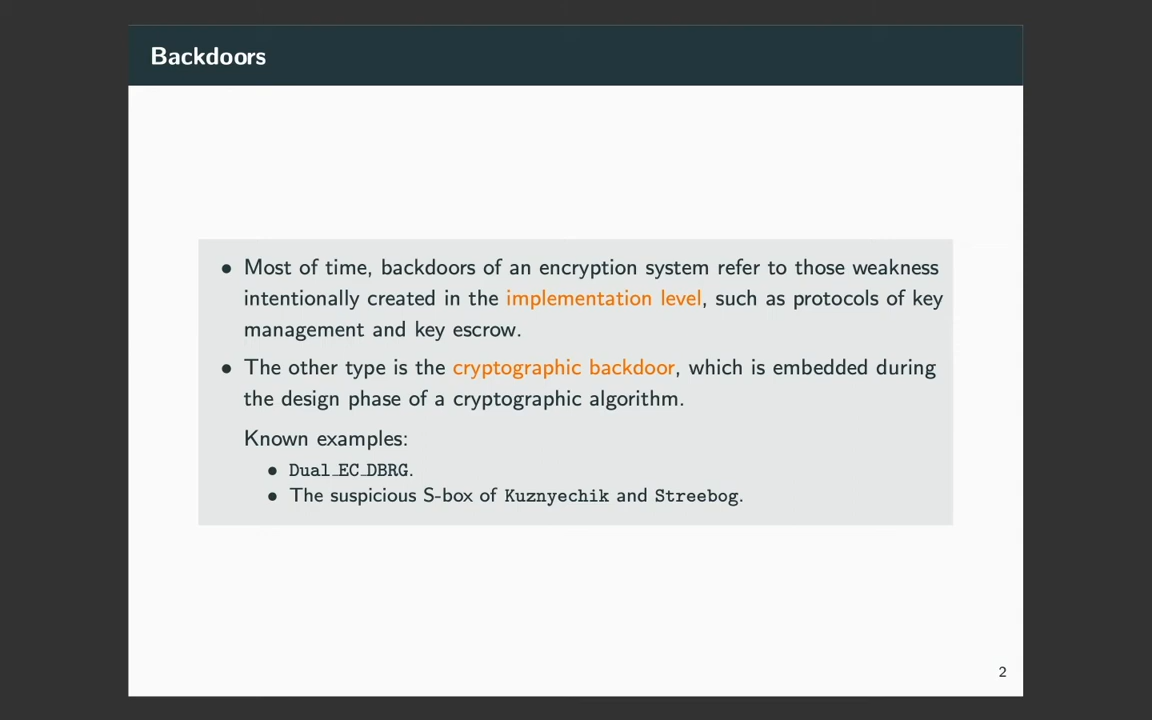 Backdoors
• Most of time, backdoors of an encryption system refer to those weakness
intentionally created in the implementation level, such as protocols of key
management and key escrow.
• The other type is the cryptographic backdoor, which is embedded during
the design phase of a cryptographic algorithm.
Known examples:
• Dual_EC_DBRG.
• The suspicious S-box of Kuznyechik and Streebog.
2